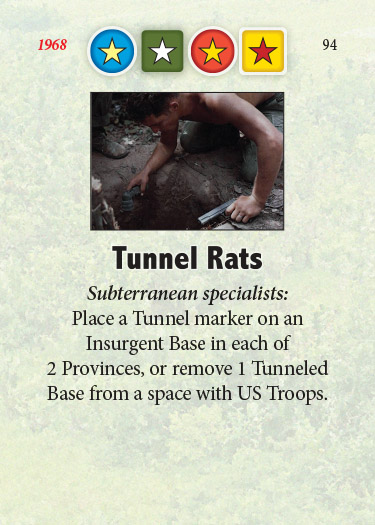 1968
94
Tunnel Rats
Subterranean specialists:
Place a Tunnel marker on an
Insurgent Base in each of
2 Provinces, or remove 1 Tunneled
Base from a space with US Troops.